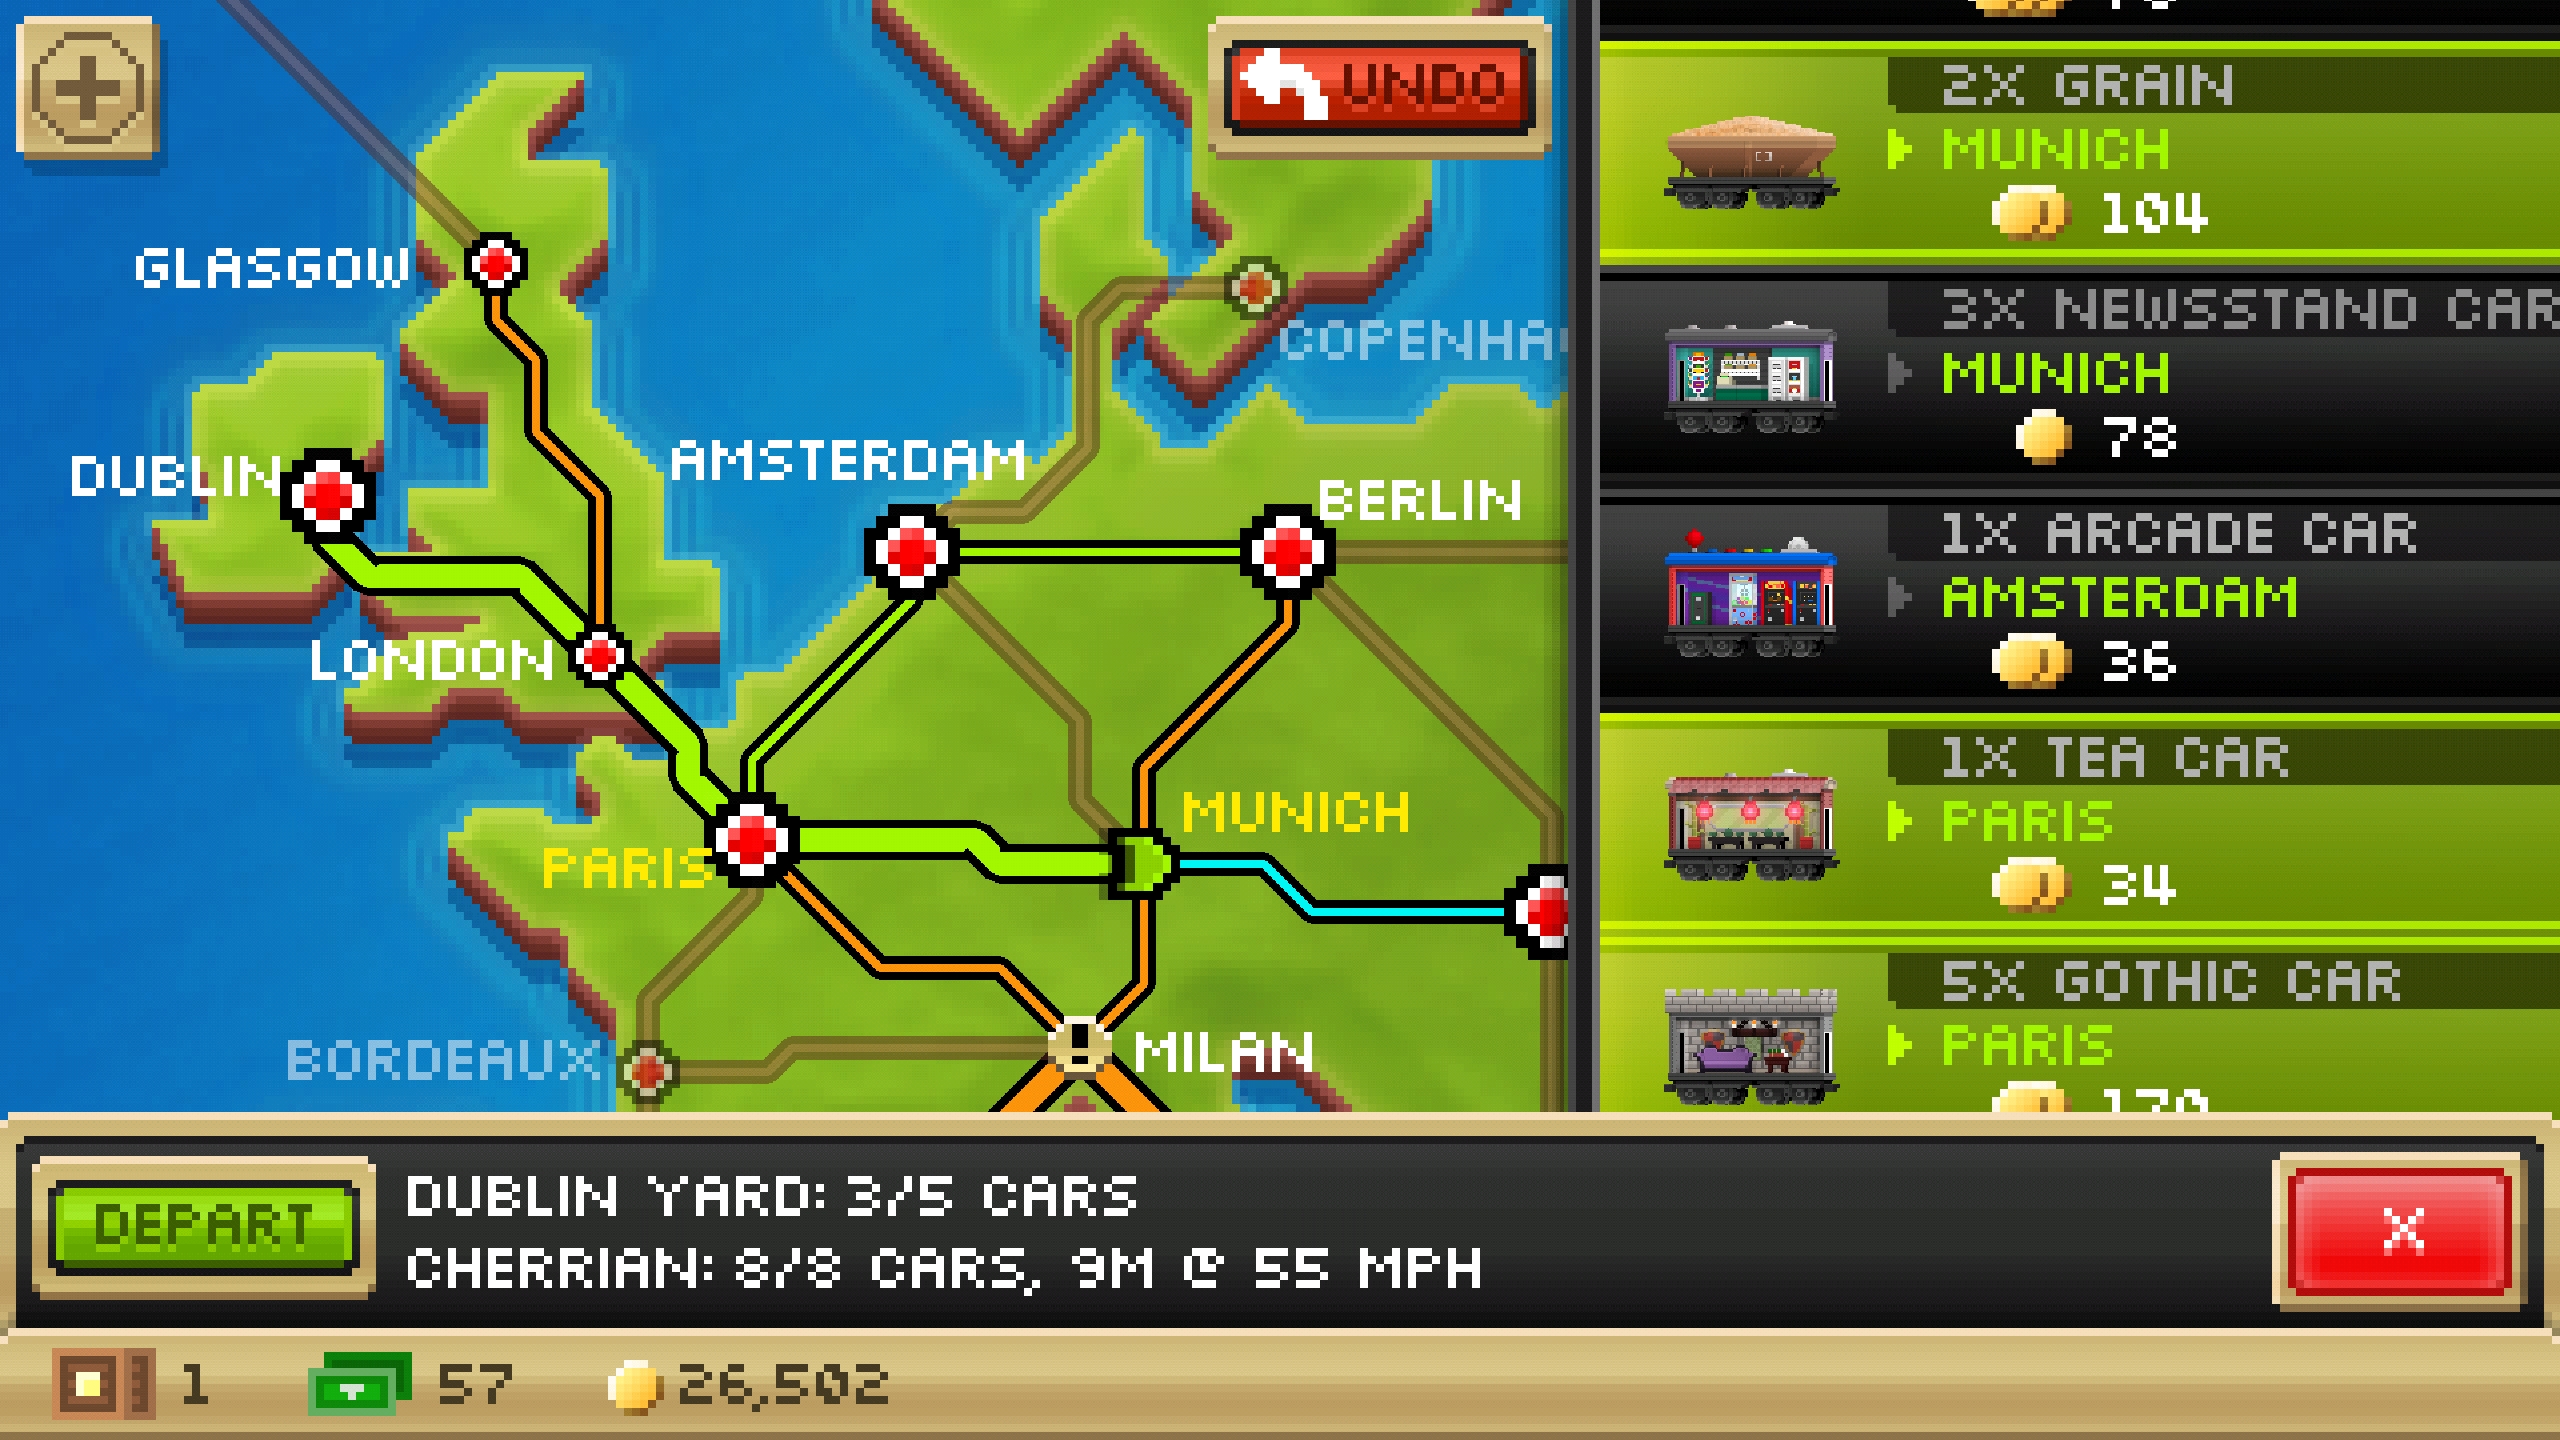 UNDO
GLASGOW
COPENHA
DUBLIN
AMSTERDAM
BERLIN
LONDON
MUNICH
PARIS
BORDEAUX
MILAN
2X GRAIN
MUNICH
104
3X NEWSSTAND CAR
MUNICH
78
1X ARCADE CAR
AMSTERDAM
36
1X TEA CAR
PARIS
34
5X GOTHIC CAR
PARIS
170
DEPART
DUBLIN YARD: 3/5 CARS
CHERRIAN: 8/8 CARS, 9M @ 55 MPH
X
1
57
26,502